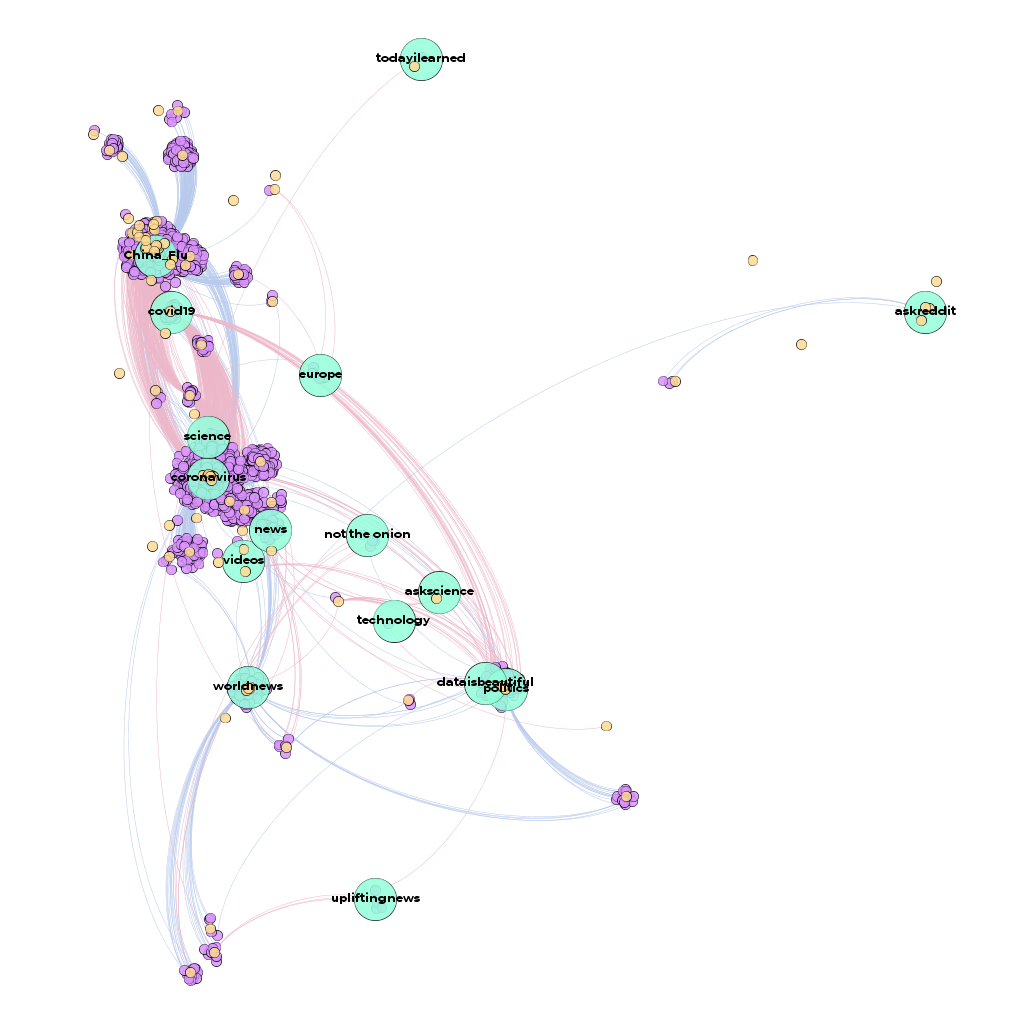 todayilearned
China_Flu
covid19
askreddit
europe
science
coronavirus
news
not the onion
videos
askscience
technology
dataisbeautiful
politics
worldnews
upliftingnews